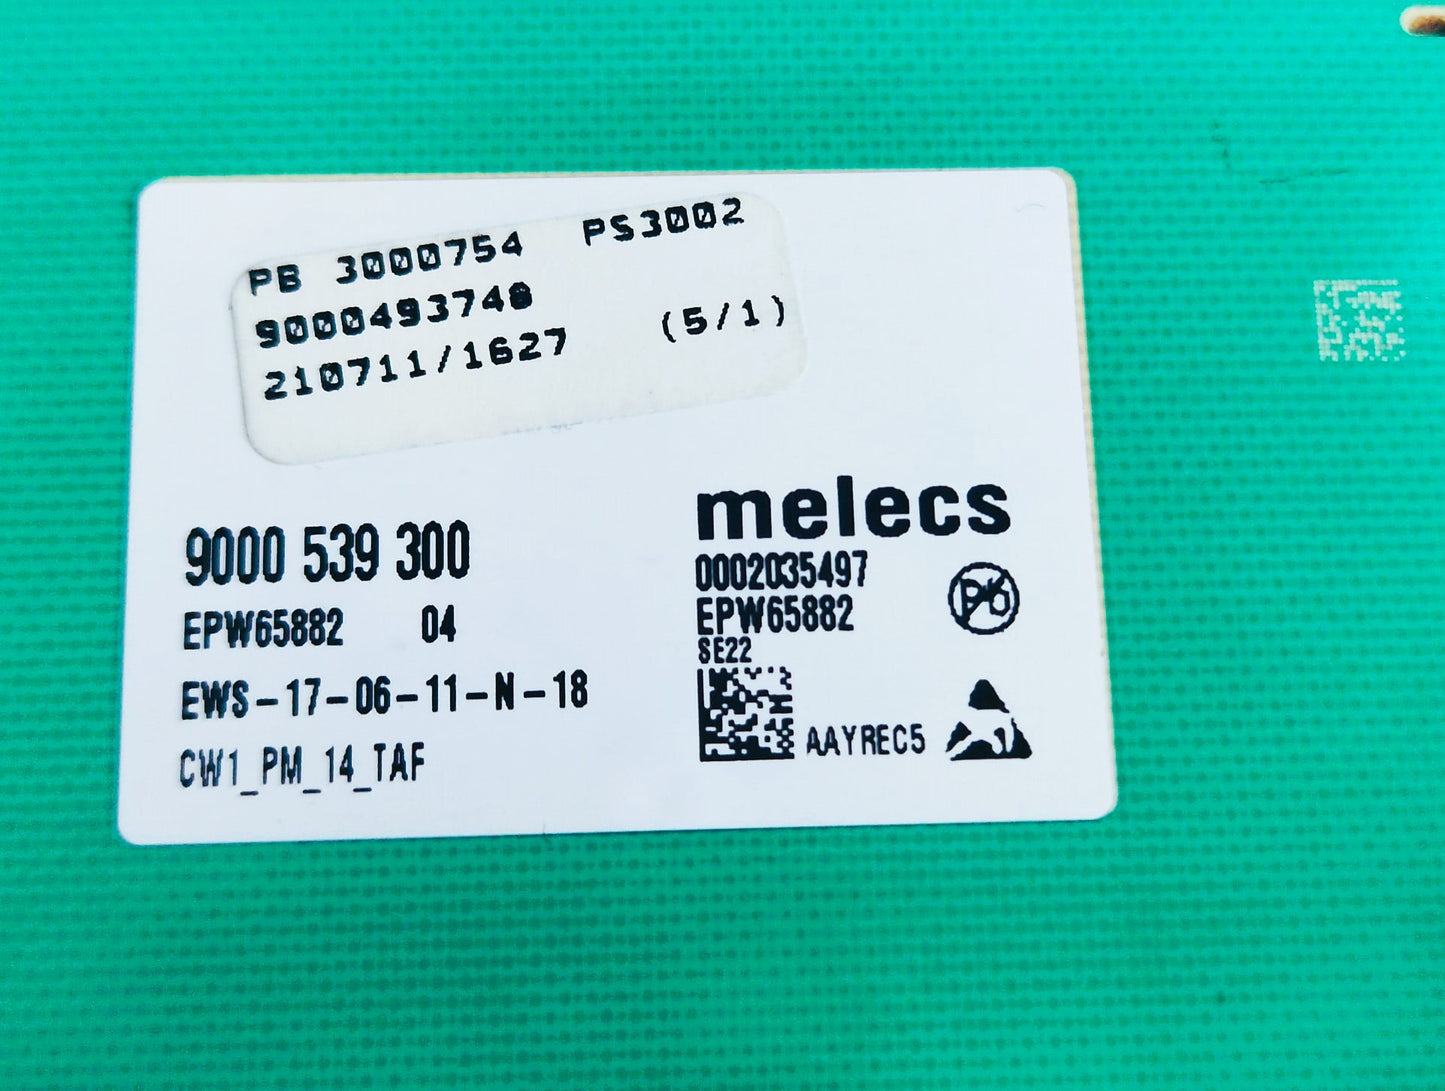 PB 3000754 PS3002
9000493748
210711/1627 (5/1)
9000 539 300
EPW65882 04
EWS-17-06-11-N-18
CW1_PM_14_TAF
melecs
0002035497
EPW65882
Pb
SE22
AAYREC5